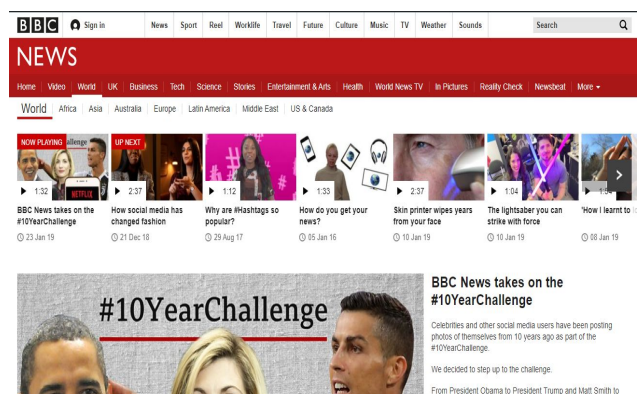 BBC Sign in News Sport Reel Worklife Travel Future Culture Music TV Weather Sounds Search
NEWS
Home Video World UK Business Tech Science Stories Entertainment & Arts Health World News TV In Pictures Reality Check Newsbeat More
World Africa Asia Australia Europe Latin America Middle East US & Canada
NOW PLAYING
allenge
UP NEXT
NETFLIX
1:32
2:37
1:12
1:33
2:37
1:04
BBC News takes on the
#10YearChallenge
23 Jan 19
How social media has
changed fashion
21 Dec 18
Why are #Hashtags so
popular?
29 Aug 17
How do you get your
news?
05 Jan 16
Skin printer wipes years
from your face
10 Jan 19
The lightsaber you can
strike with force
10 Jan 19
'How I learnt to
08 Jan 19
#10YearChallenge
BBC News takes on the
#10YearChallenge
Celebrities and other social media users have been posting
photos of themselves from 10 years ago as part of the
#10YearChallenge.
We decided to step up to the challenge.
From President Obama to President Trump and Matt Smith to